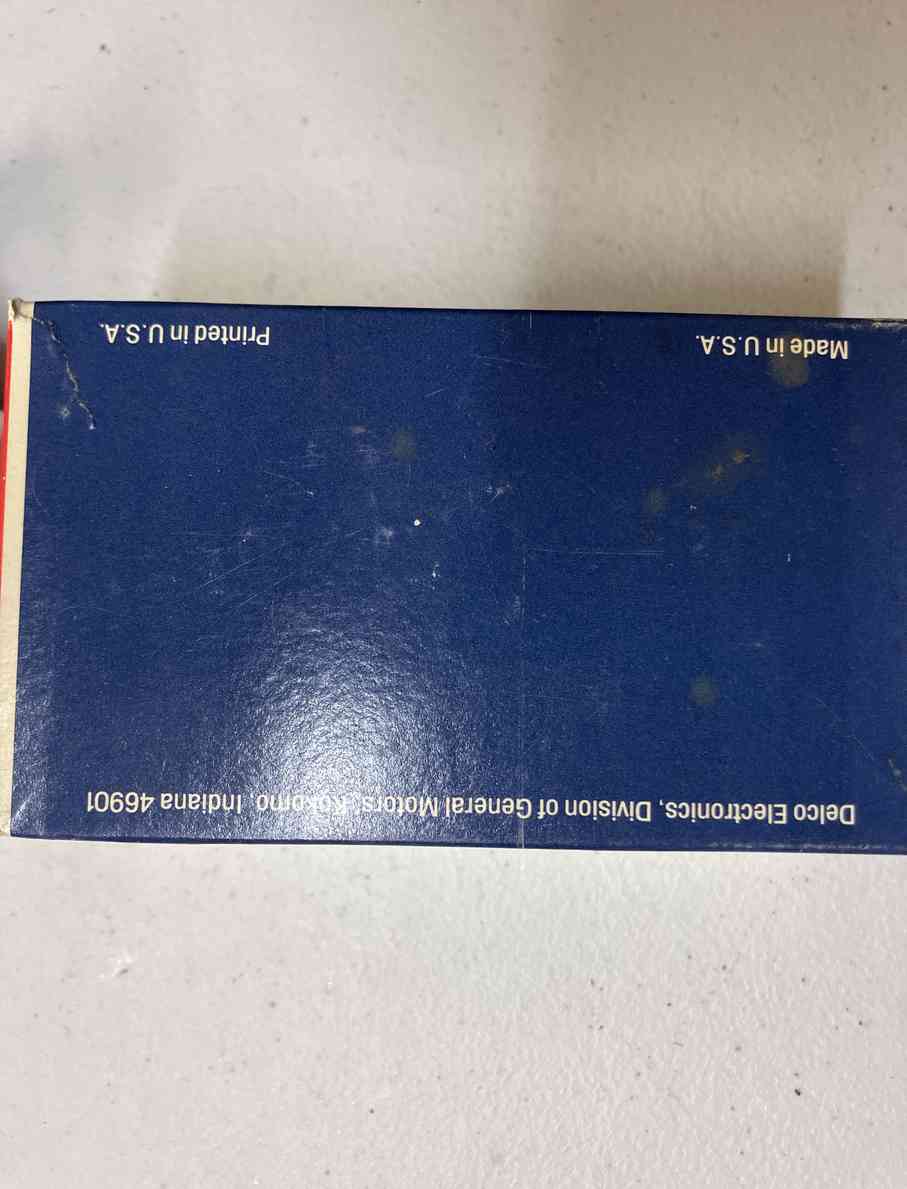 Delco Electronics, Division of General Motors, Kokomo, Indiana 46901
Made in U.S.A. Printed in U.S.A.